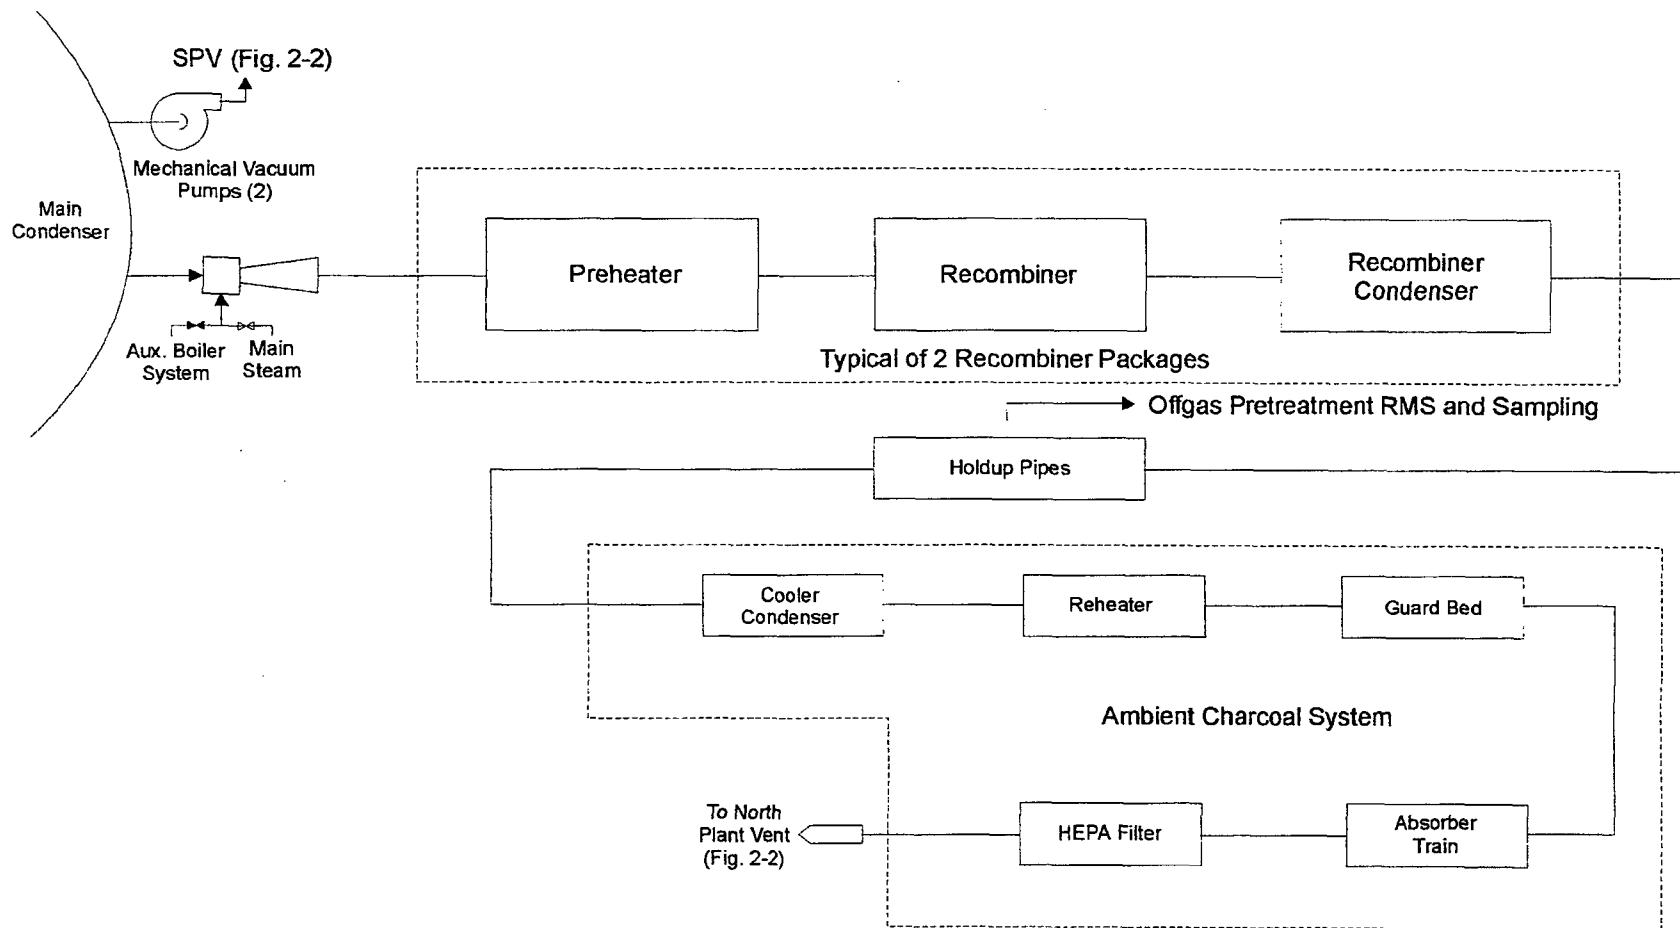 SPV (Fig. 2-2)
Mechanical Vacuum
Pumps (2)
Main
Condenser
Aux. Boiler
System
Main
Steam
Preheater
Recombiner
Recombiner
Condenser
Typical of 2 Recombiner Packages
Offgas Pretreatment RMS and Sampling
Holdup Pipes
Cooler
Condenser
Reheater
Guard Bed
Ambient Charcoal System
To North
Plant Vent
(Fig. 2-2)
HEPA Filter
Absorber
Train